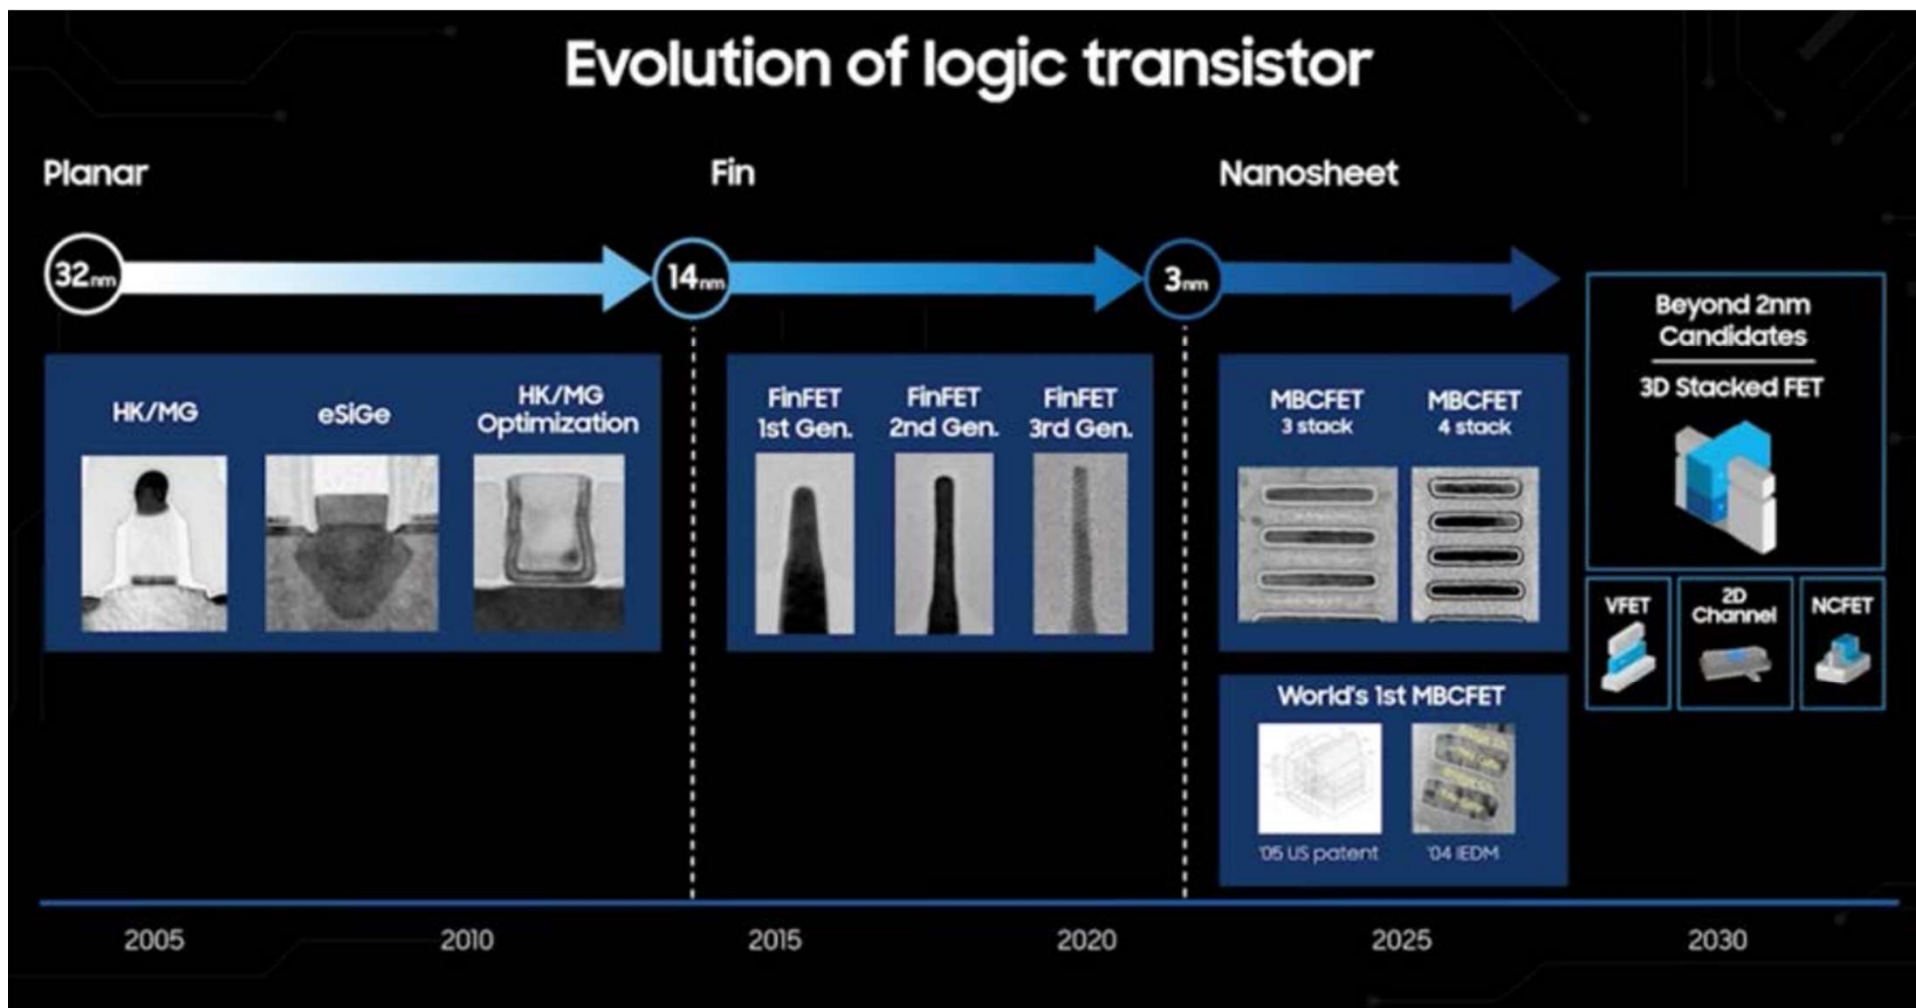 Evolution of logic transistor
Planar
Fin
Nanosheet
32nm
14nm
3nm
HK/MG
eSiGe
HK/MG
Optimization
FinFET
1st Gen.
FinFET
2nd Gen.
FinFET
3rd Gen.
MBCFET
3 stack
MBCFET
4 stack
World's 1st MBCFET
'05 US patent
'04 IEDM
Beyond 2nm
Candidates
3D Stacked FET
VFET
2D
Channel
NCFET
2005
2010
2015
2020
2025
2030